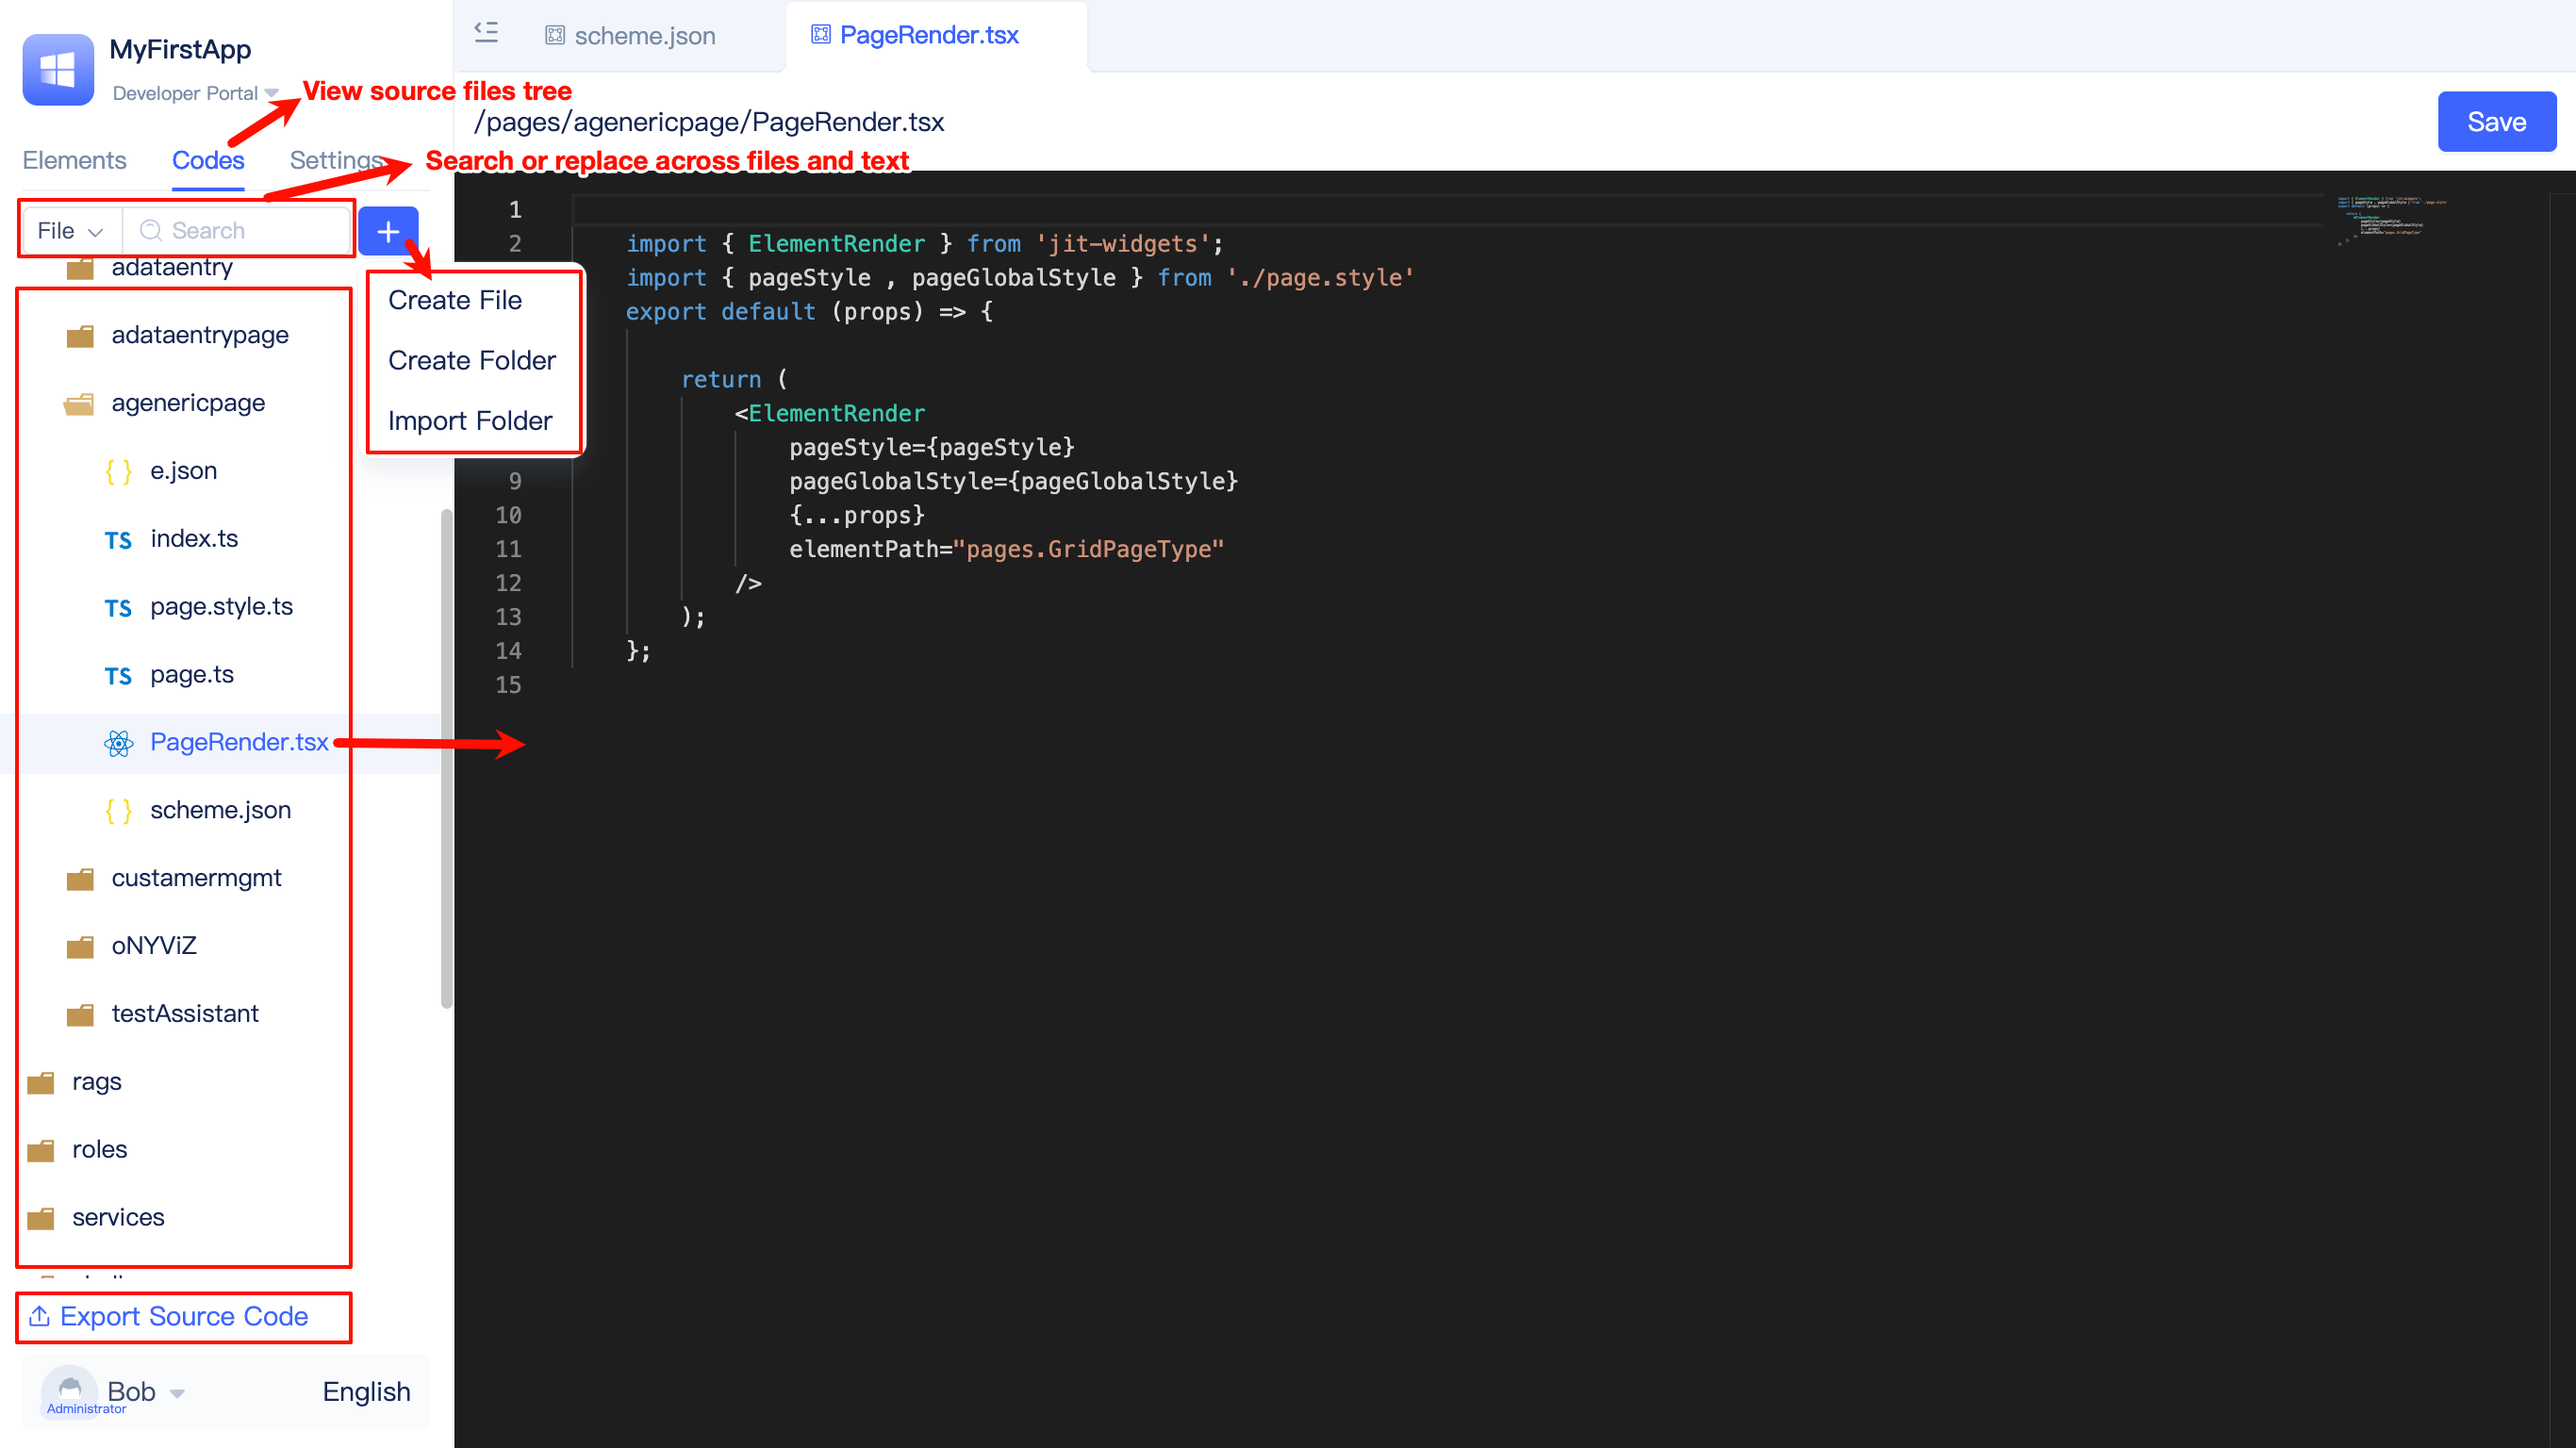 MyFirstApp
Developer Portal
View source files tree
Elements
Codes
Settings
Search or replace across files and text
File
Search
+
Create File
Create Folder
Import Folder
adataentry
adataentrypage
agenericpage
{ } e.json
TS index.ts
TS page.style.ts
TS page.ts
PageRender.tsx
{ } scheme.json
custamermgmt
oNYViZ
testAssistant
rags
roles
services
Export Source Code
Bob
Administrator
English
scheme.json
PageRender.tsx
/pages/agenericpage/PageRender.tsx
Save
1
2 import { ElementRender } from 'jit-widgets';
import { pageStyle , pageGlobalStyle } from './page.style'
export default (props) => {
return (
<ElementRender
pageStyle={pageStyle}
9 pageGlobalStyle={pageGlobalStyle}
10 {...props}
11 elementPath="pages.GridPageType"
12 />
13 );
14 };
15